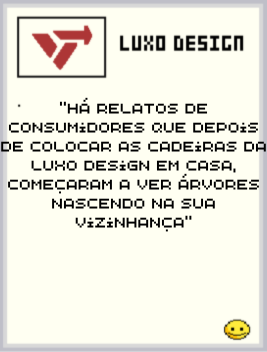 LUXO DESIGN
"HÁ RELATOS DE
CONSUMIDORES QUE DEPOIS
DE COLOCAR AS CADEIRAS DA
LUXO DESIGN EM CASA,
COMEÇARAM A VER ÁRVORES
NASCENDO NA SUA
VIZINHANÇA"